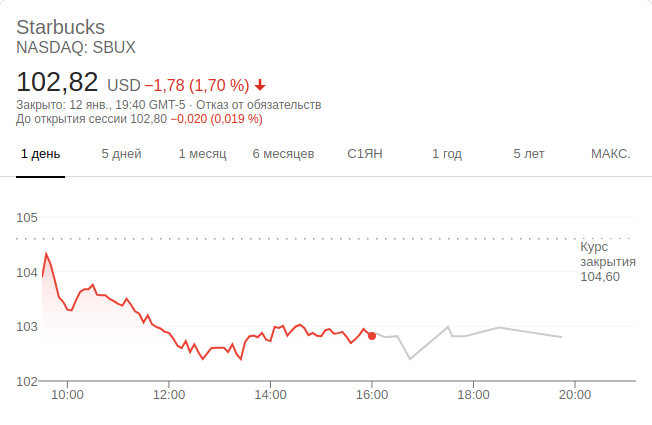 Starbucks
NASDAQ: SBUX
102,82 USD −1,78 (1,70 %)
Закрыто: 12 янв., 19:40 GMT-5 · Отказ от обязательств
До открытия сессии 102,80 −0,020 (0,019 %)
1 день 5 дней 1 месяц 6 месяцев С1ЯН 1 год 5 лет МАКС.
105
Курс
закрытия
104,60
104
103
102
10:00 12:00 14:00 16:00 18:00 20:00